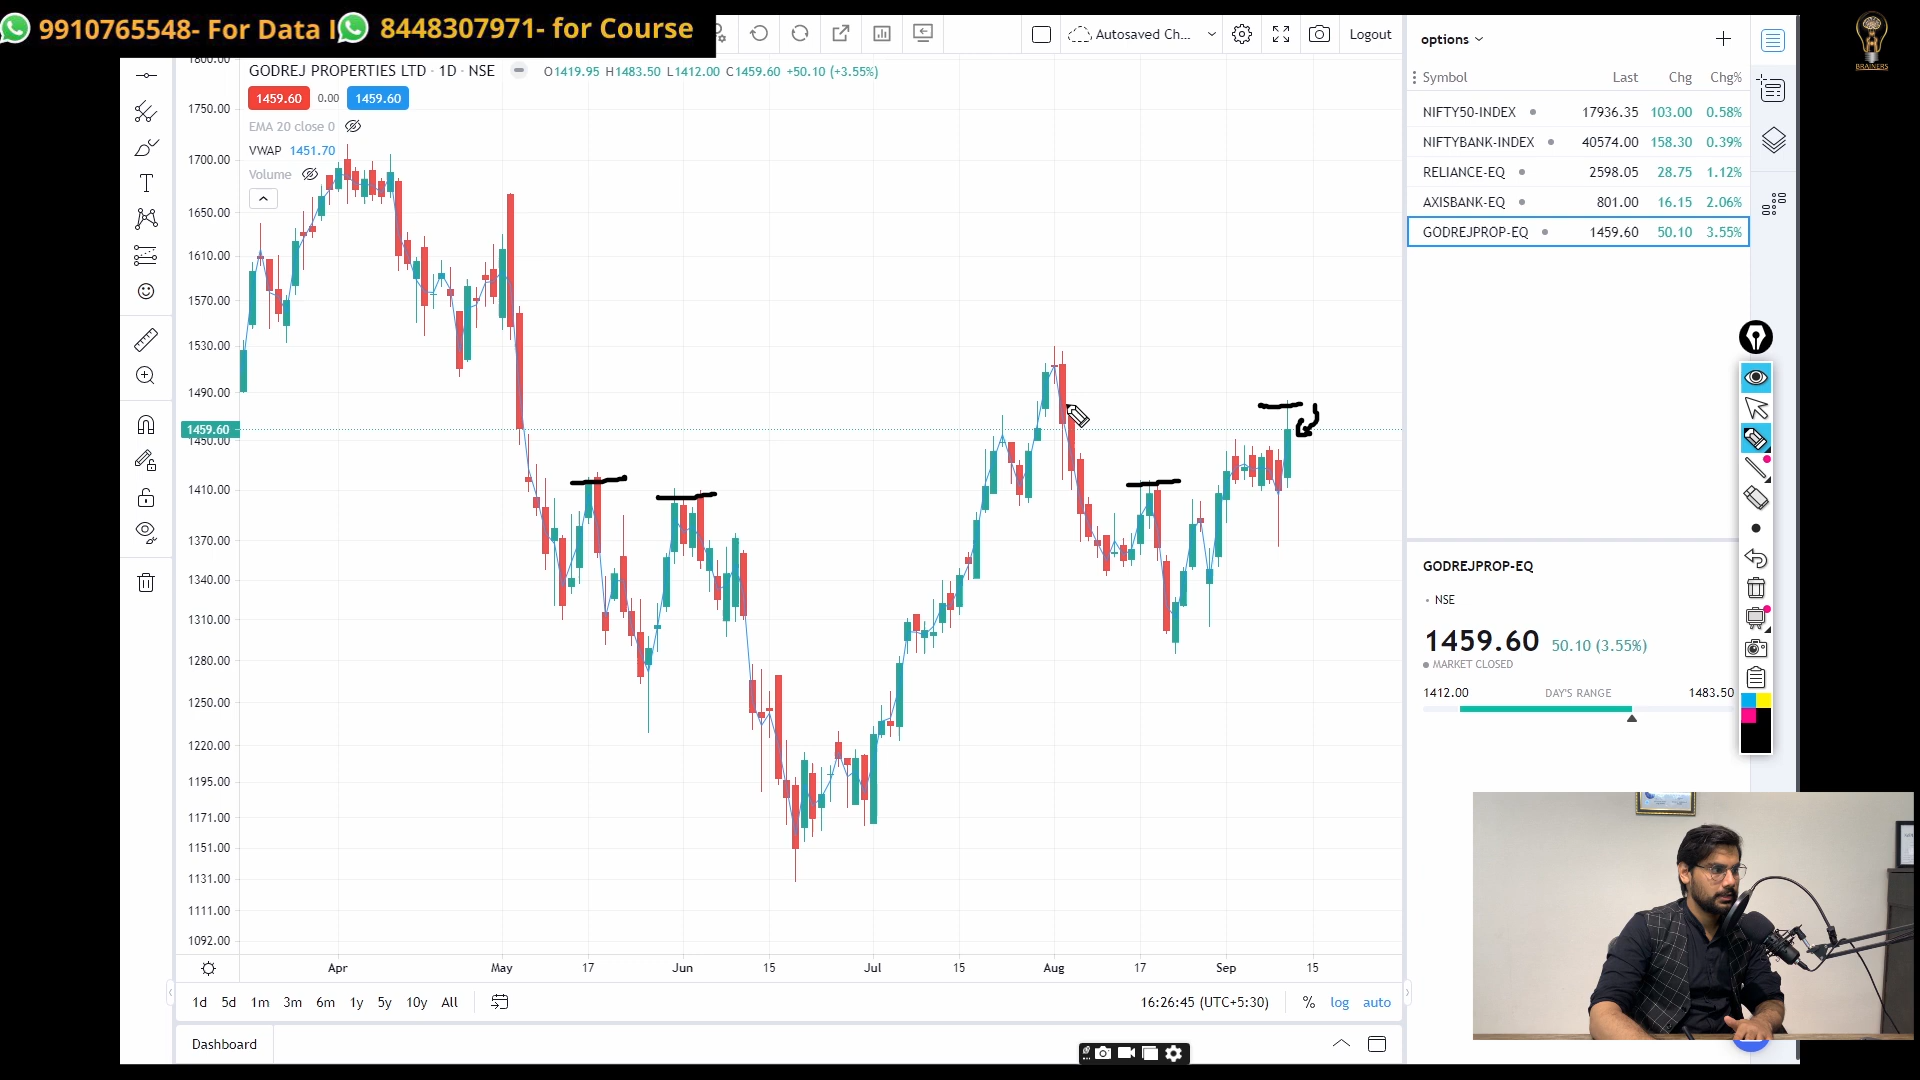 9910765548- For Data I
8448307971- for Course
BRAINERS
Autosaved Ch...
Logout
options
GODREJ PROPERTIES LTD · 1D · NSE
O1419.95 H1483.50 L1412.00 C1459.60 +50.10 (+3.55%)
1459.60 0.00 1459.60
EMA 20 close 0
VWAP 1451.70
Volume
Symbol Last Chg Chg%
NIFTY50-INDEX 17936.35 103.00 0.58%
NIFTYBANK-INDEX 40574.00 158.30 0.39%
RELIANCE-EQ 2598.05 28.75 1.12%
AXISBANK-EQ 801.00 16.15 2.06%
GODREJPROP-EQ 1459.60 50.10 3.55%
1800.00
1750.00
1700.00
1650.00
1610.00
1570.00
1530.00
1490.00
1459.60
1450.00
1410.00
1370.00
1340.00
1310.00
1280.00
1250.00
1220.00
1195.00
1171.00
1151.00
1131.00
1111.00
1092.00
Apr May 17 Jun 15 Jul 15 Aug 17 Sep 15
1d 5d 1m 3m 6m 1y 5y 10y All
16:26:45 (UTC+5:30) % log auto
Dashboard
GODREJPROP-EQ
NSE
1459.60 50.10 (3.55%)
MARKET CLOSED
1412.00 DAY'S RANGE 1483.50